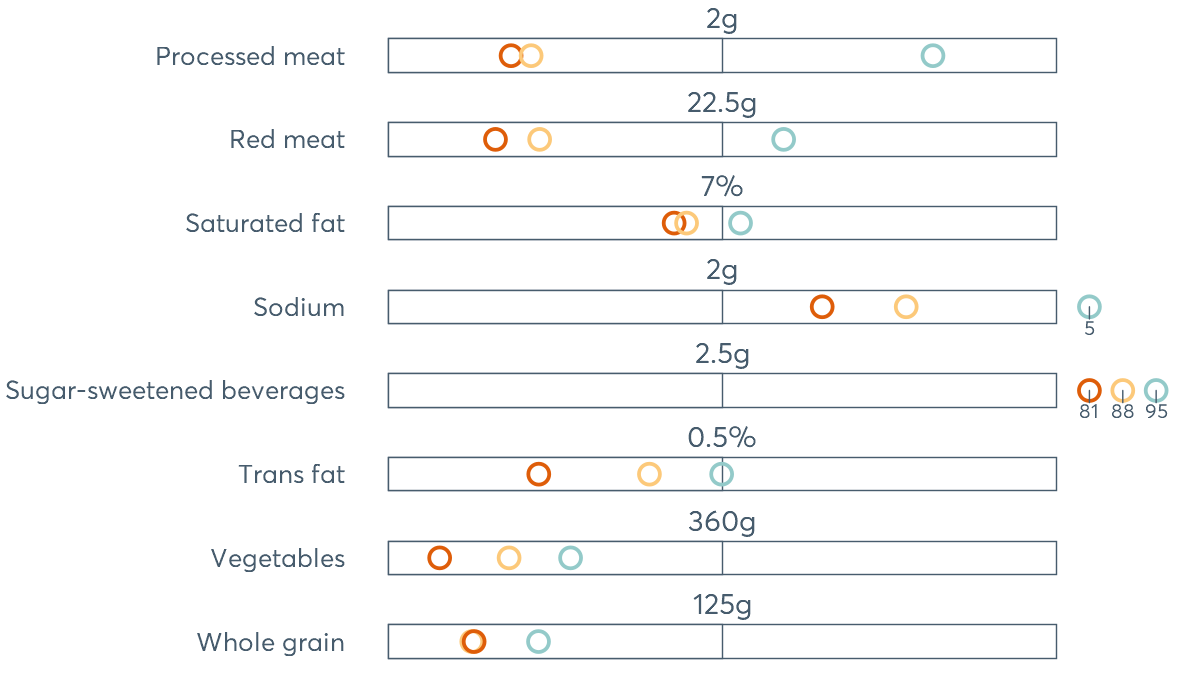 2g
Processed meat
22.5g
Red meat
7%
Saturated fat
2g
Sodium
5
2.5g
Sugar-sweetened beverages
81 88 95
0.5%
Trans fat
360g
Vegetables
125g
Whole grain